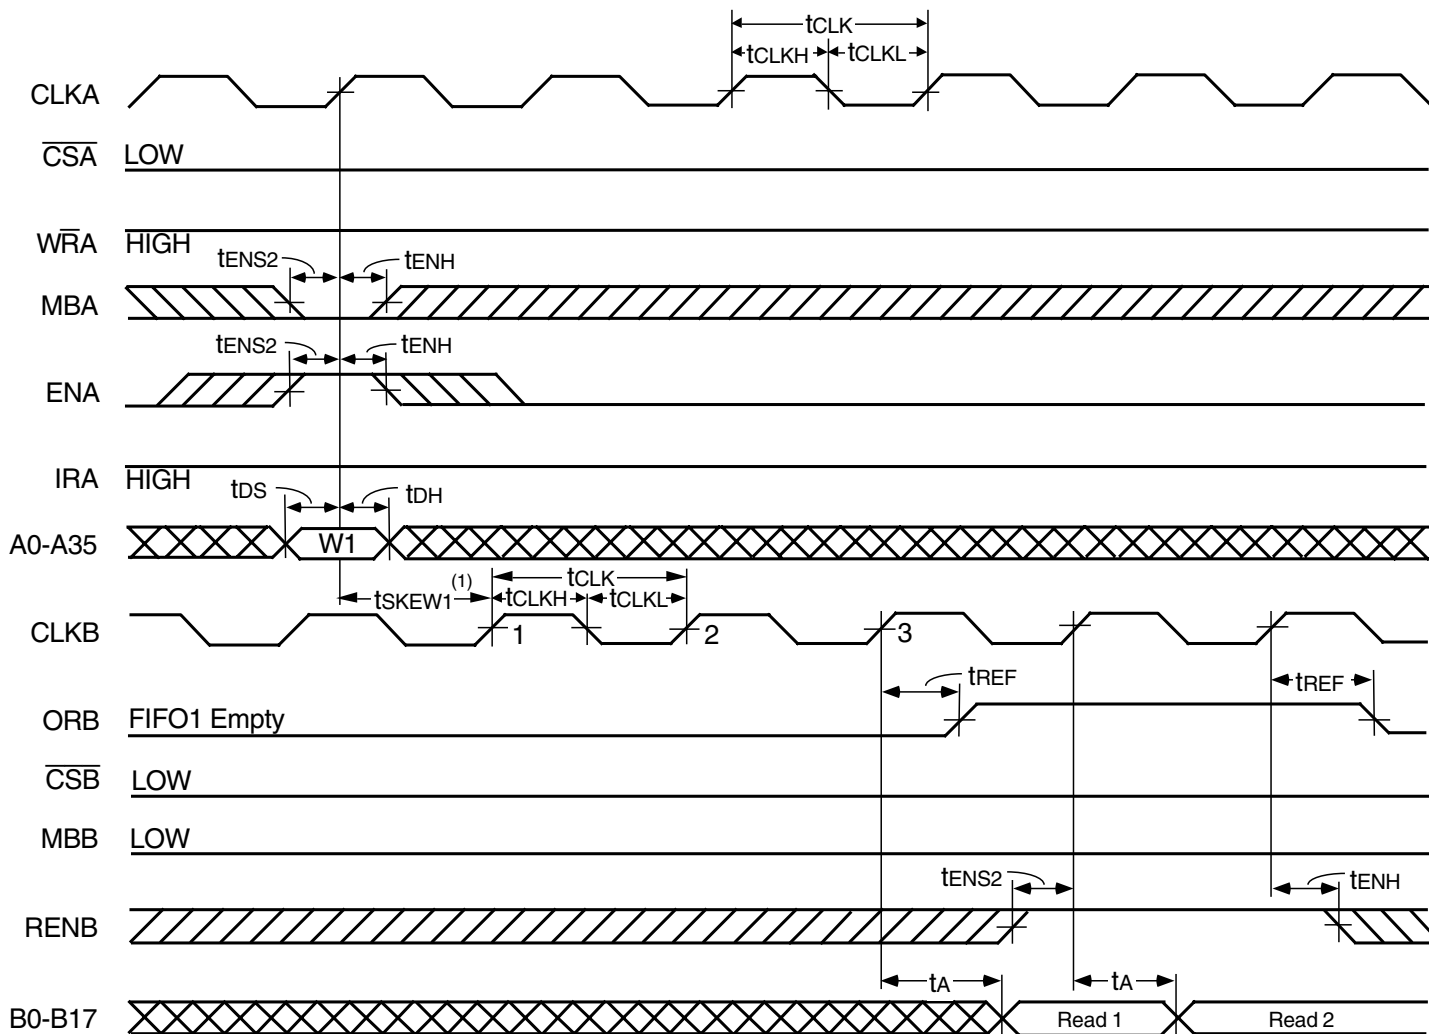 tCLK
tCLKH tCLKL
CLKA
CSA LOW
WRA HIGH
tENS2 tENH
MBA
tENS2 tENH
ENA
IRA HIGH
tDS tDH
A0-A35 W1
tSKEW1(1) tCLK
tCLKH tCLKL
CLKB 1 2 3
tREF tREF
ORB FIFO1 Empty
CSB LOW
MBB LOW
tENS2 tENH
RENB
tA tA
B0-B17 Read 1 Read 2